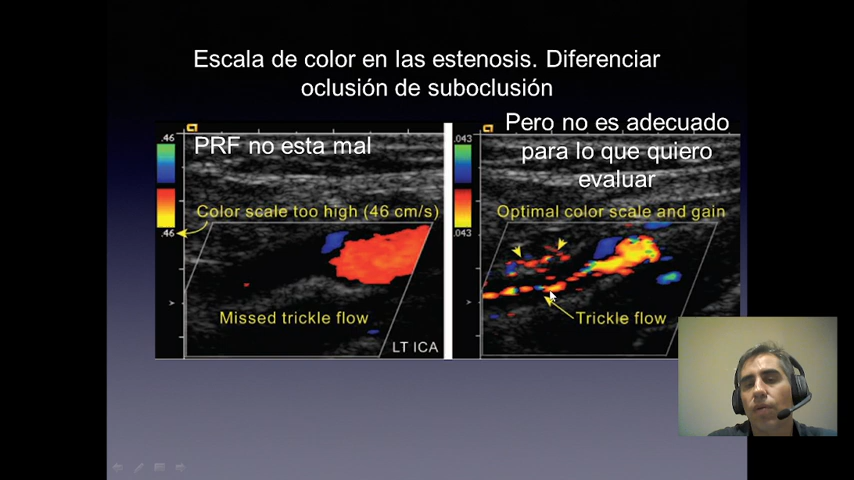 Escala de color en las estenosis. Diferenciar
oclusión de suboclusión
.46
PRF no esta mal
Color scale too high (46 cm/s)
.46
Missed trickle flow
LT ICA
.043
Pero no es adecuado
para lo que quiero
evaluar
Optimal color scale and gain
.043
Trickle flow